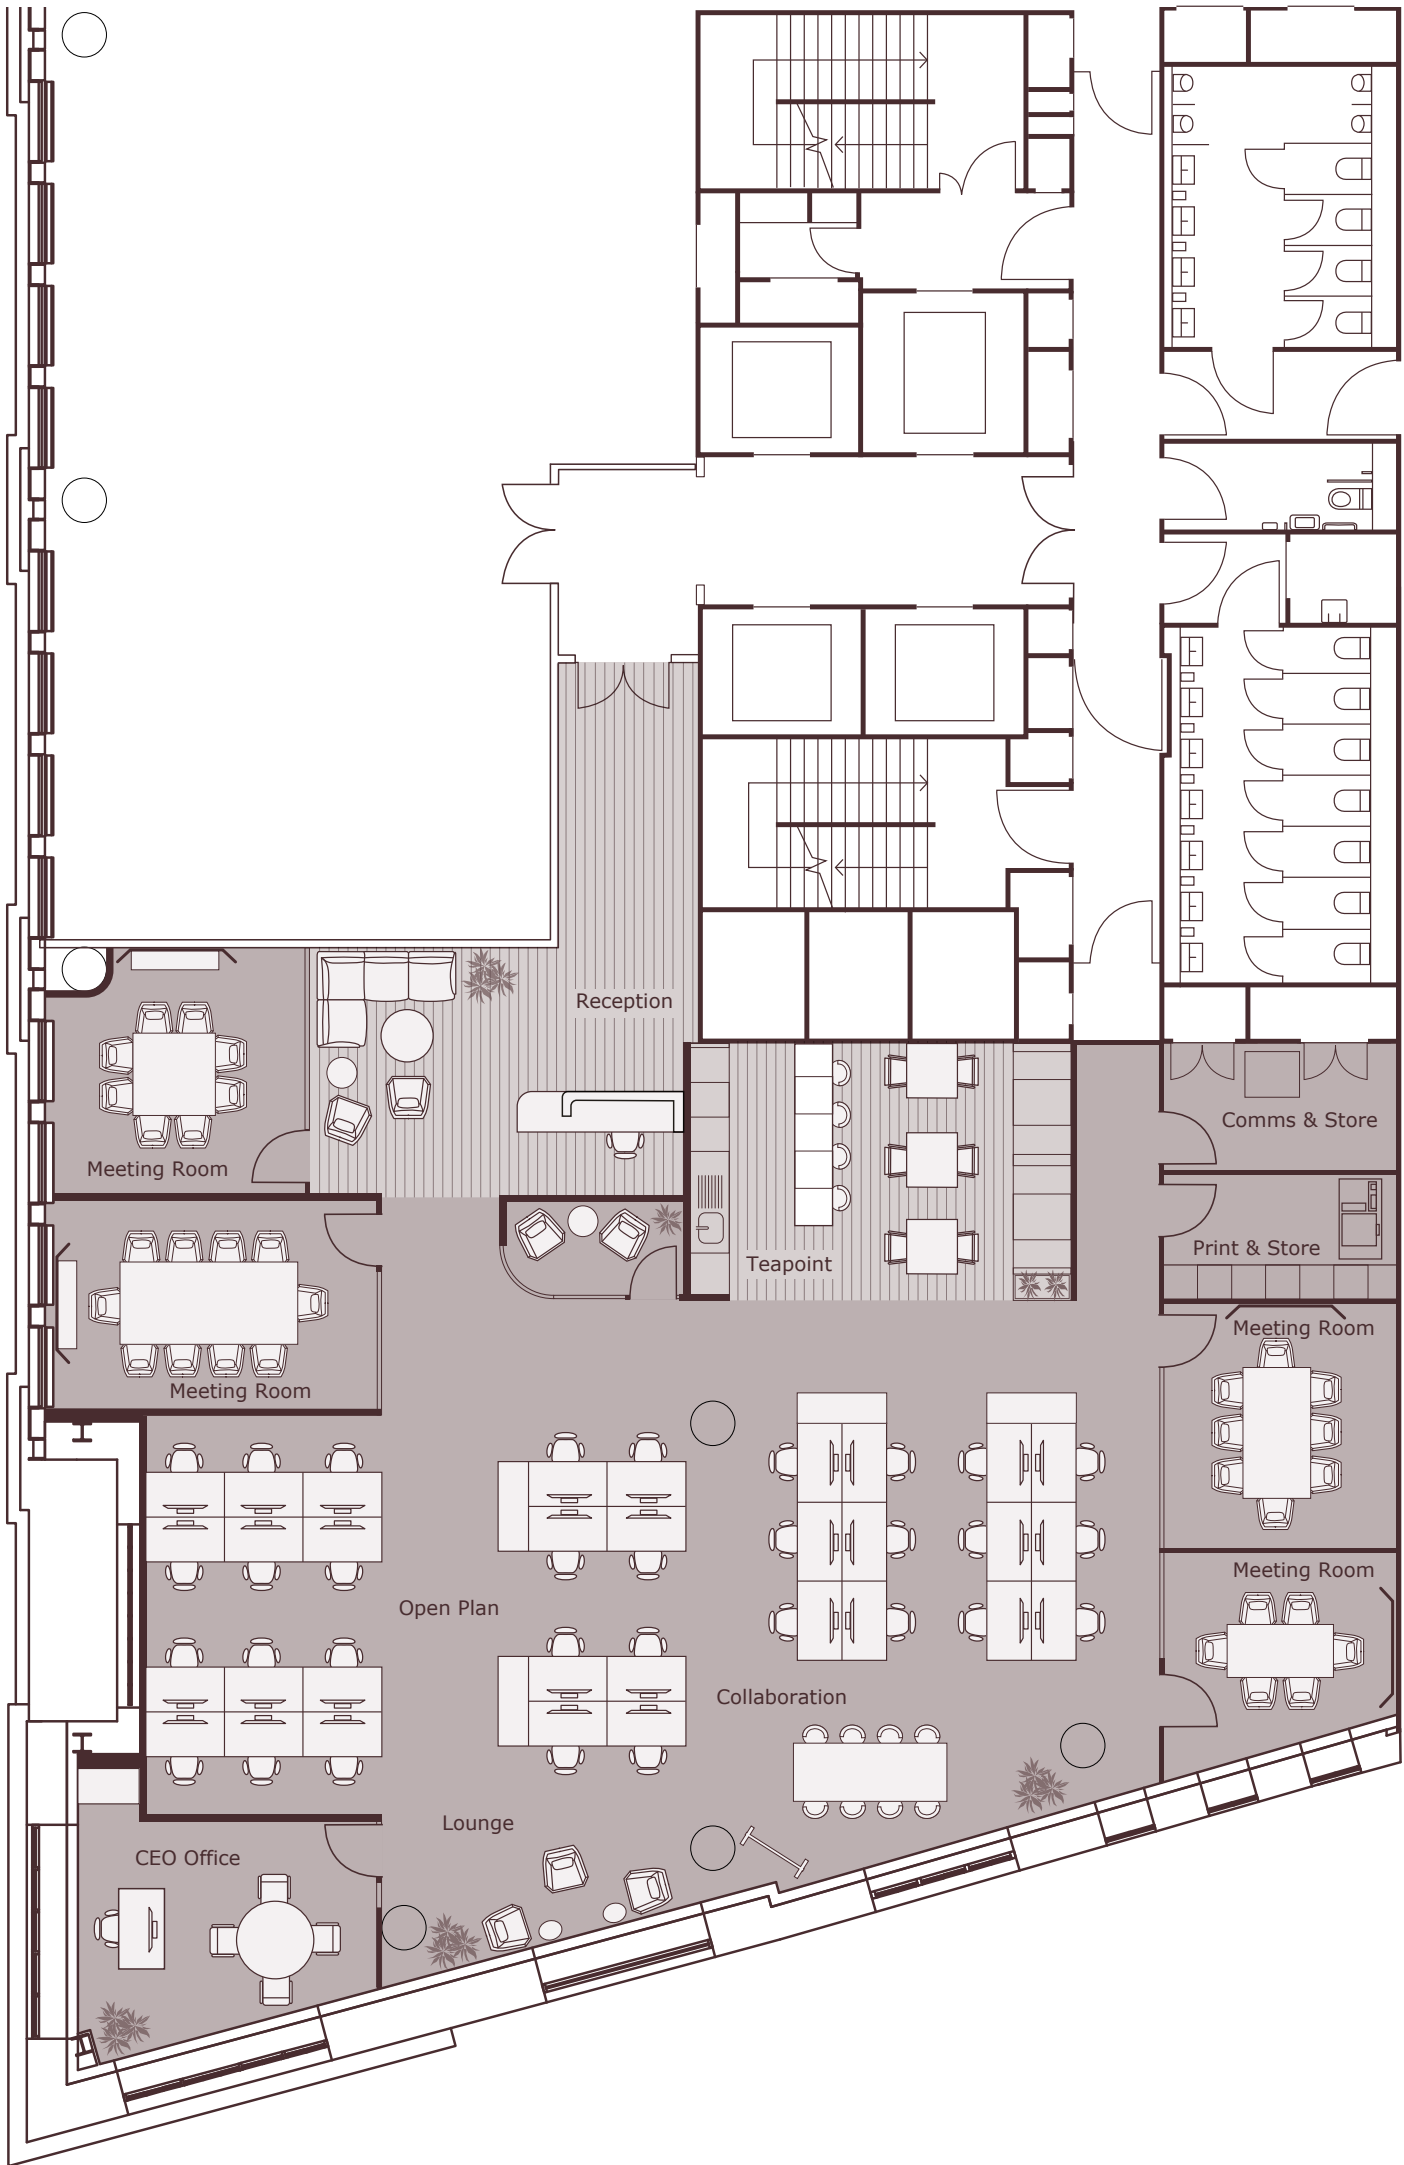 Reception
Comms & Store
Meeting Room
Print & Store
Teapoint
Meeting Room
Meeting Room
Meeting Room
Open Plan
Collaboration
Lounge
CEO Office